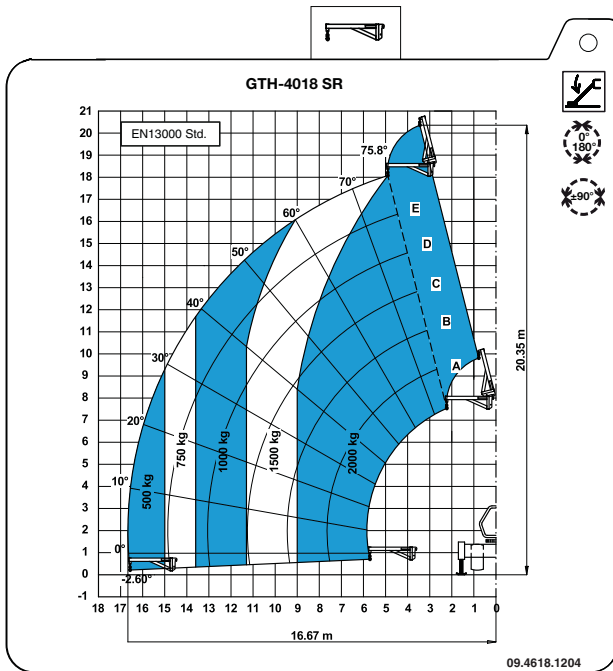 GTH-4018 SR
EN13000 Std.
0°
180°
±90°
21
20
19
18
17
16
15
14
13
12
11
10
9
8
7
6
5
4
3
2
1
0
-1
75.8°
70°
60°
50°
40°
30°
20°
10°
0°
-2.60°
E
D
C
B
A
500 kg
750 kg
1000 kg
1500 kg
2000 kg
20.35 m
18 17 16 15 14 13 12 11 10 9 8 7 6 5 4 3 2 1 0
16.67 m
09.4618.1204